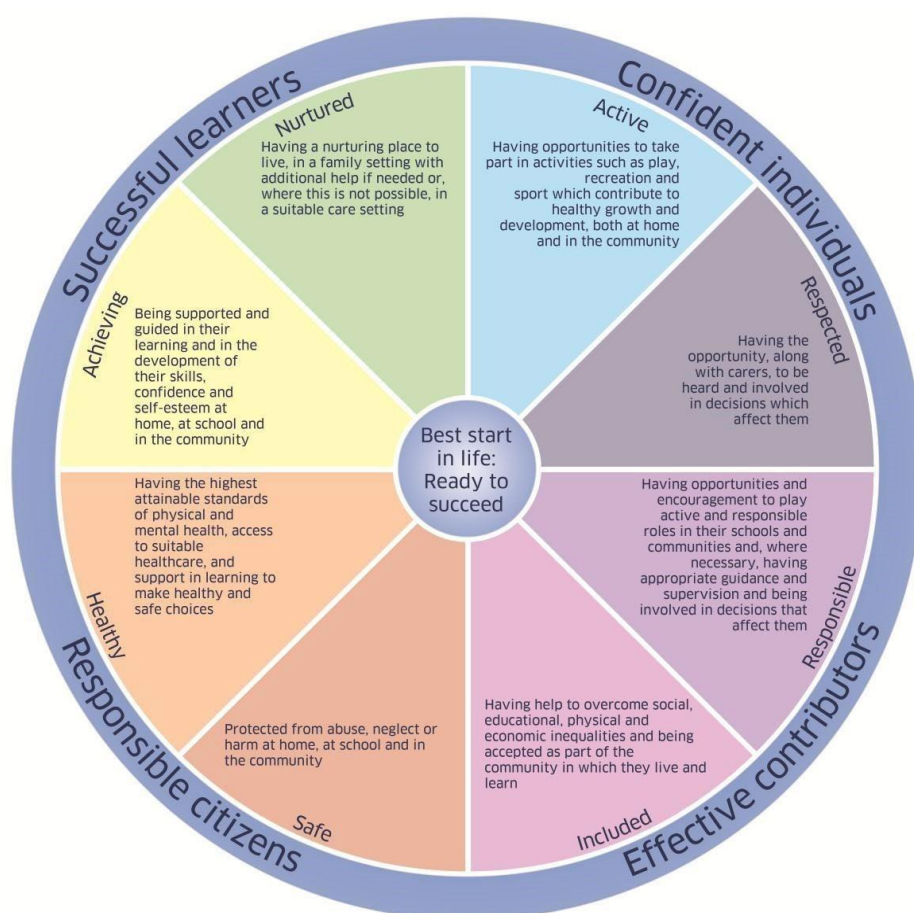 Successful learners
Confident individuals
Nurtured
Having a nurturing place to
live, in a family setting with
additional help if needed or,
where this is not possible, in
a suitable care setting
Active
Having opportunities to take
part in activities such as play,
recreation and
sport which contribute to
healthy growth and
development, both at home
and in the community
Achieving
Being supported and
guided in their
learning and in the
development of
their skills,
confidence and
self-esteem at
home, at school and
in the community
Respected
Having the
opportunity, along
with carers, to be
heard and involved
in decisions which
affect them
Best start
in life:
Ready to
succeed
Healthy
Having the highest
attainable standards
of physical and
mental health, access
to suitable
healthcare, and
support in learning to
make healthy and
safe choices
Responsible
Having opportunities and
encouragement to play
active and responsible
roles in their schools and
communities and, where
necessary, having
appropriate guidance and
supervision and being
involved in decisions that
affect them
Safe
Protected from abuse, neglect or
harm at home, at school and in
the community
Included
Having help to overcome social,
educational, physical and
economic inequalities and being
accepted as part of the
community in which they live and
learn
Responsible citizens
Effective contributors